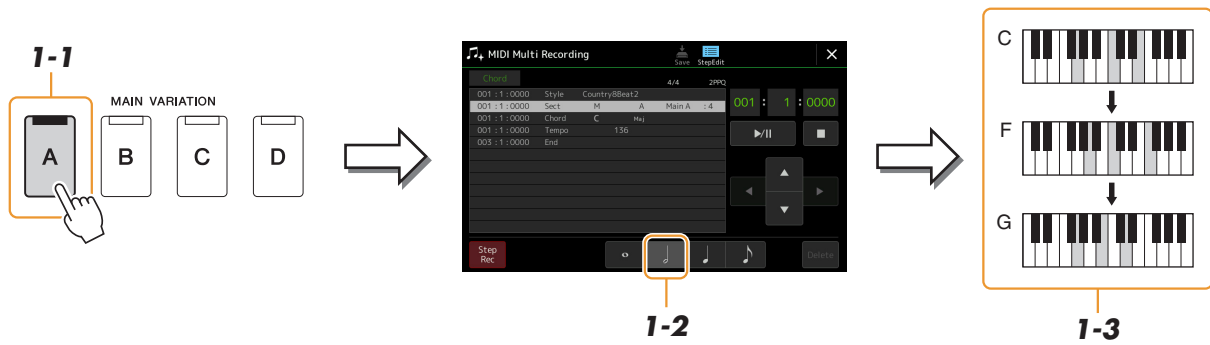 1-1
MAIN VARIATION
A
B
C
D
MIDI Multi Recording
Save
StepEdit
Chord
4/4 2PPQ
001 : 1 : 0000 Style Country8Beat2
001 : 1 : 0000 Sect M A Main A : 4
001 : 1 : 0000 Chord C Maj
001 : 1 : 0000 Tempo 136
003 : 1 : 0000 End
001 : 1 : 0000
Step
Rec
Delete
1-2
C
F
G
1-3